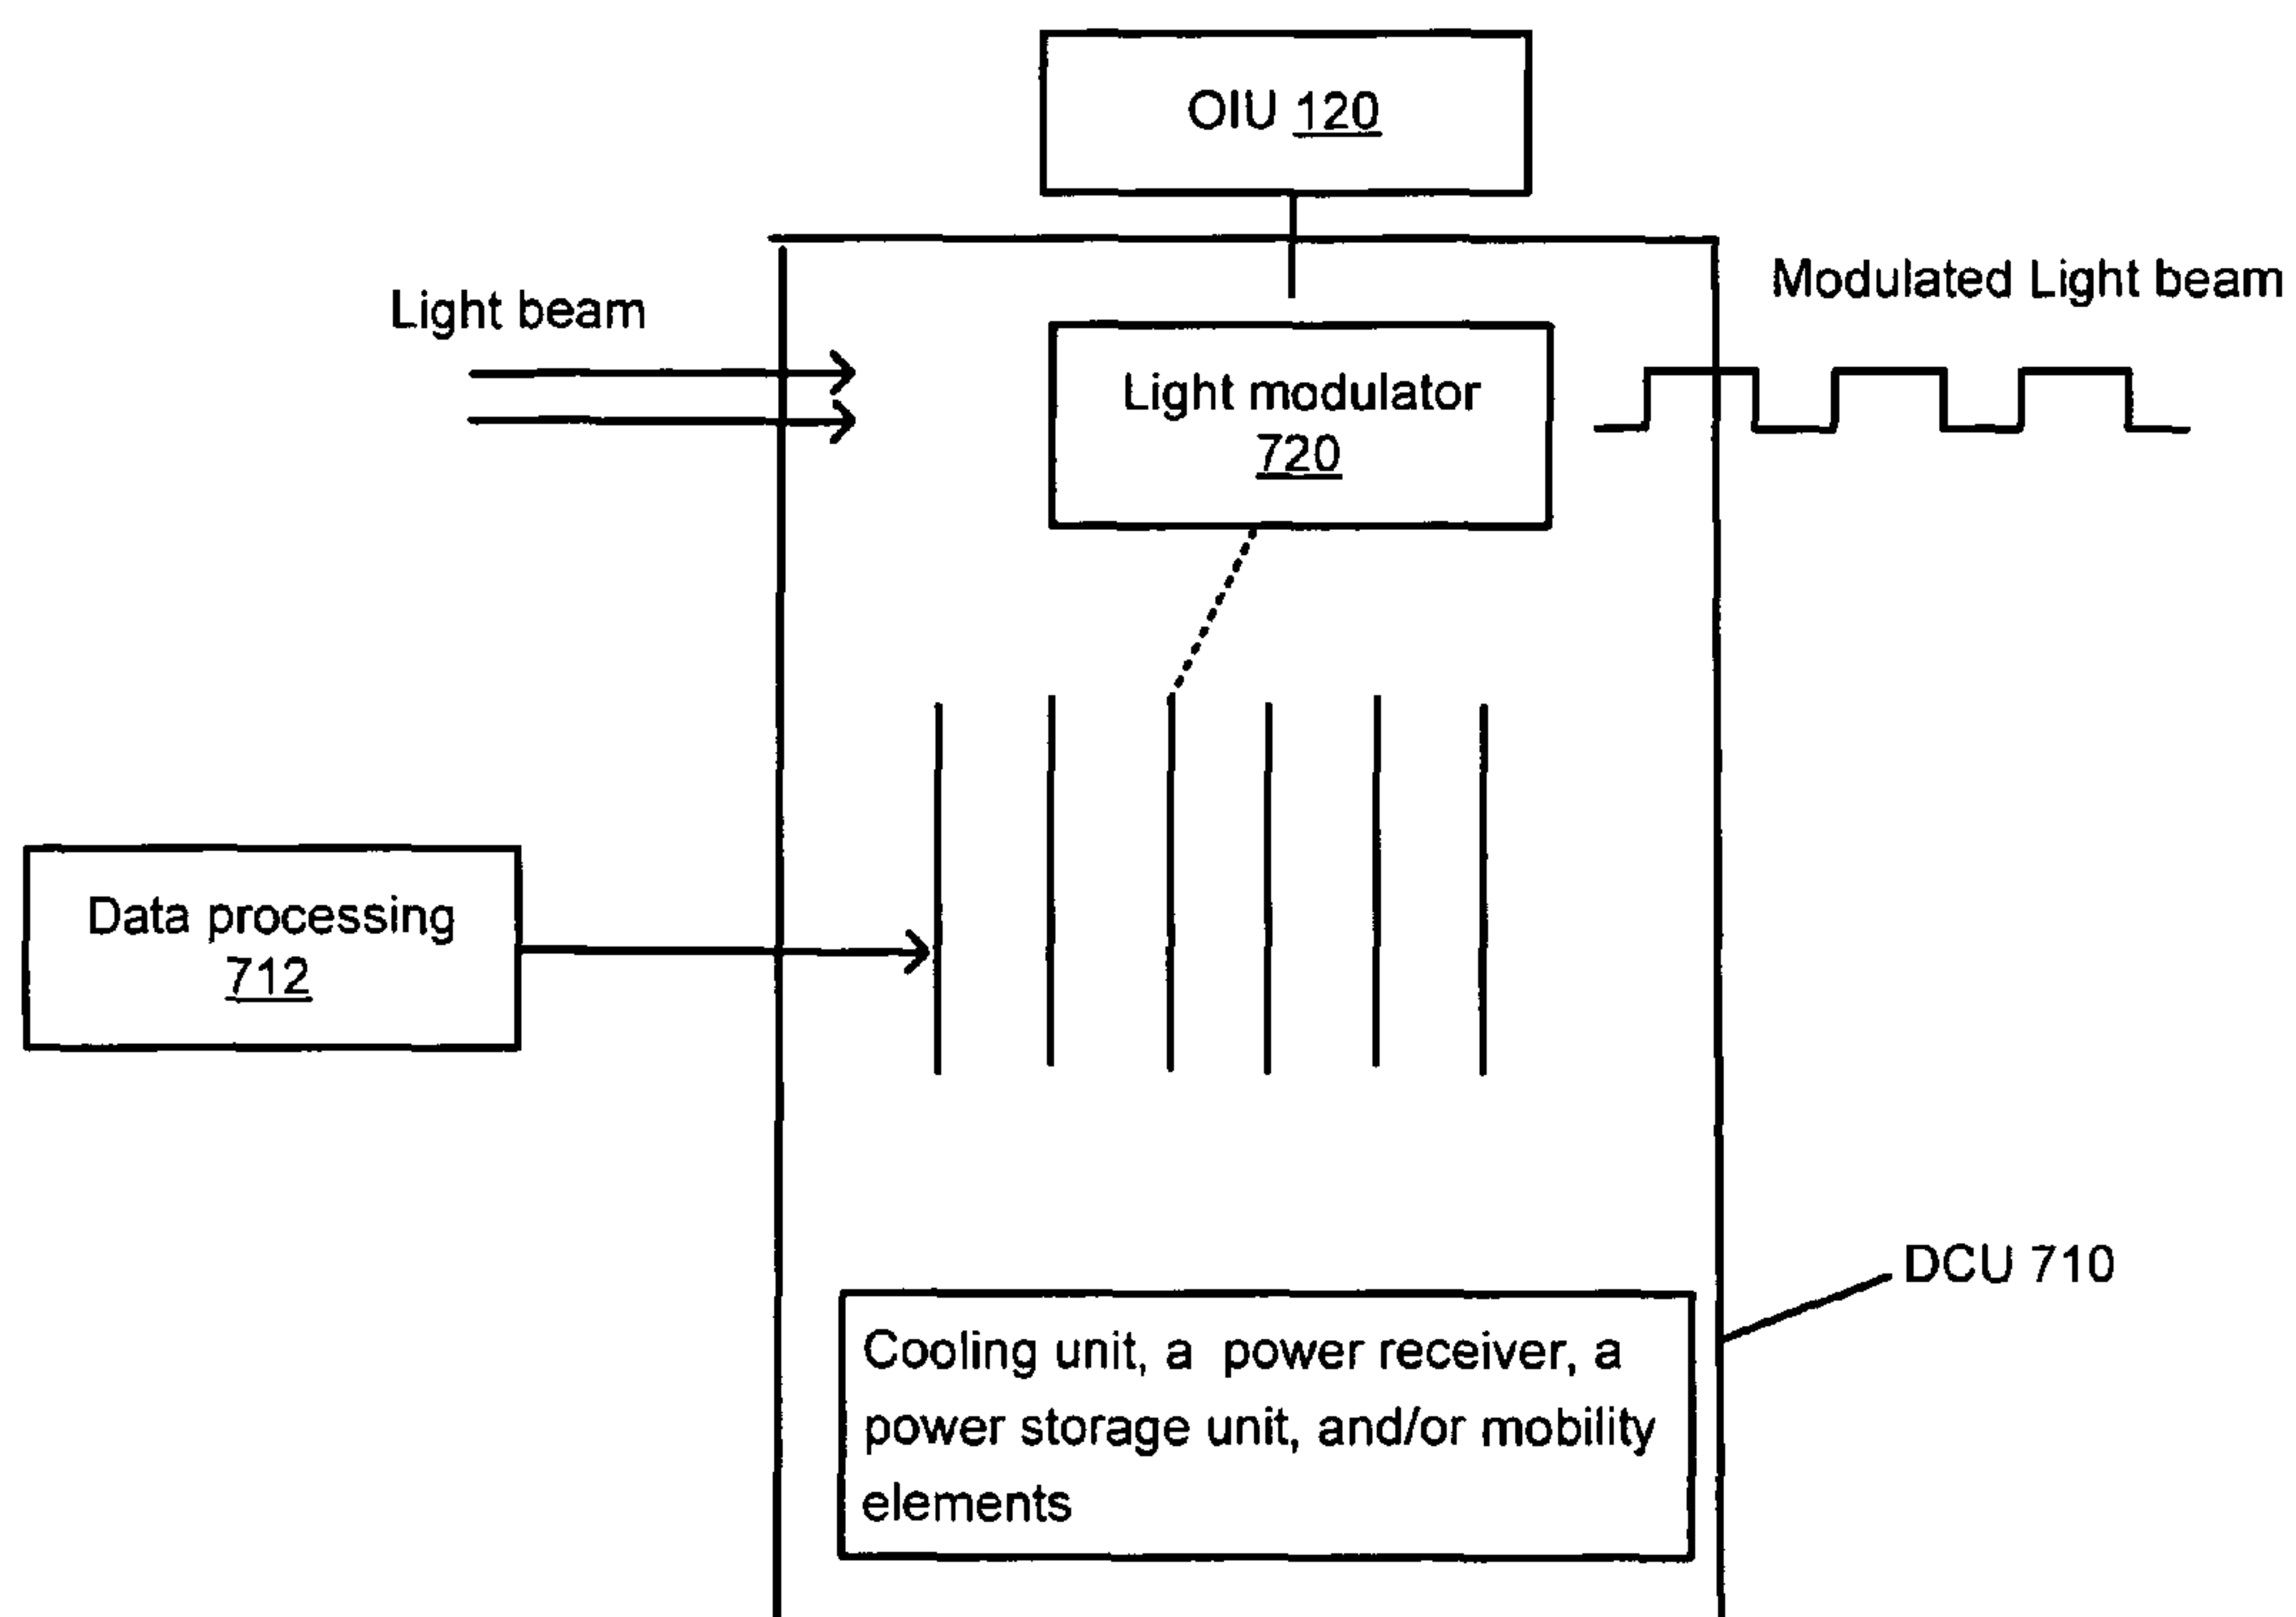 OIU 120
Modulated Light beam
Light beam
Light modulator
720
Data processing
712
DCU 710
Cooling unit, a power receiver, a
power storage unit, and/or mobility
elements